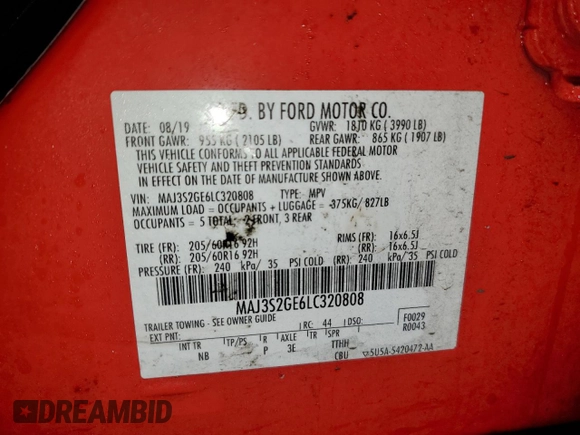 MFD. BY FORD MOTOR CO.
DATE: 08/19 GVWR: 1810 KG ( 3990 LB)
FRONT GAWR: 955 KG ( 2105 LB) REAR GAWR: 865 KG ( 1907 LB)
THIS VEHICLE CONFORMS TO ALL APPLICABLE FEDERAL MOTOR
VEHICLE SAFETY AND THEFT PREVENTION STANDARDS
IN EFFECT ON THE DATE OF MANUFACTURE SHOWN ABOVE.
VIN: MAJ3S2GE6LC320808 TYPE: MPV
MAXIMUM LOAD = OCCUPANTS + LUGGAGE = 375KG/ 827LB
OCCUPANTS = 5 TOTAL: 2 FRONT, 3 REAR
TIRE (FR): 205/60R16 92H RIMS (FR): 16x6.5J
(RR): 205/60R16 92H (RR): 16x6.5J
PRESSURE (FR): 240 kPa/ 35 PSI COLD (RR): 240 kPa/ 35 PSI COLD
MAJ3S2GE6LC320808
TRAILER TOWING - SEE OWNER GUIDE
EXT PNT: RC: 44 DSO: F0029
R0043
INT TR TP/PS R AXLE TR SPR
NB P 3E TTHH
CBU 5U5A-5420472-AA
DREAMBID